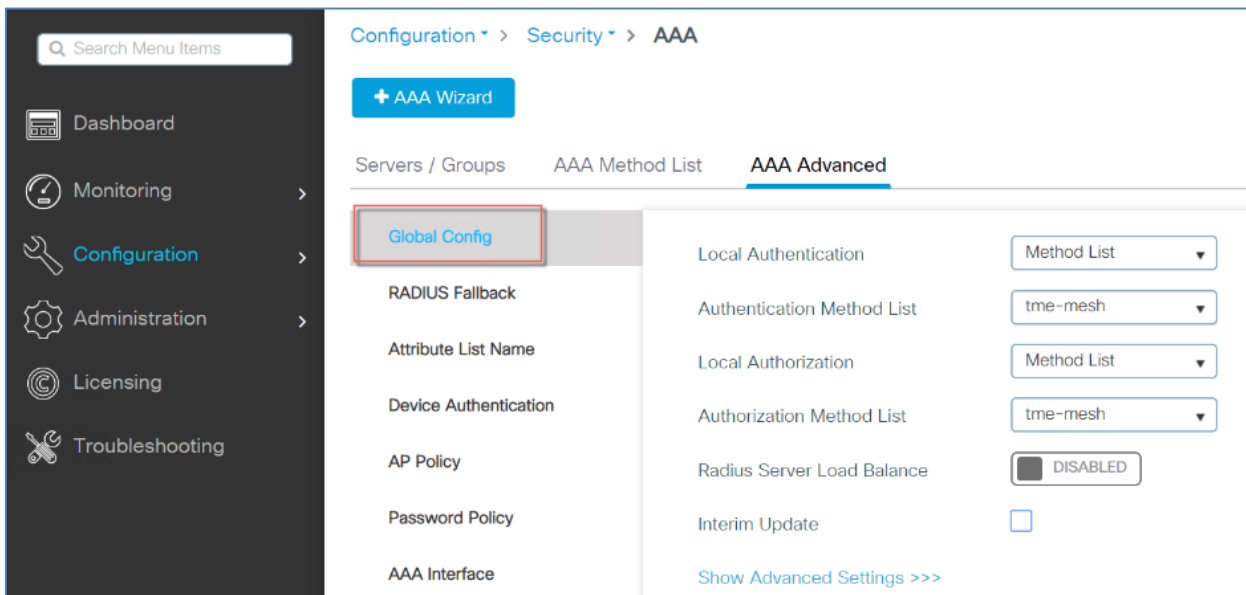 Search Menu Items
Dashboard
Monitoring
Configuration
Administration
Licensing
Troubleshooting
Configuration > Security > AAA
+ AAA Wizard
Servers / Groups AAA Method List AAA Advanced
Global Config
RADIUS Fallback
Attribute List Name
Device Authentication
AP Policy
Password Policy
AAA Interface
Local Authentication Method List
Authentication Method List tme-mesh
Local Authorization Method List
Authorization Method List tme-mesh
Radius Server Load Balance DISABLED
Interim Update
Show Advanced Settings >>>